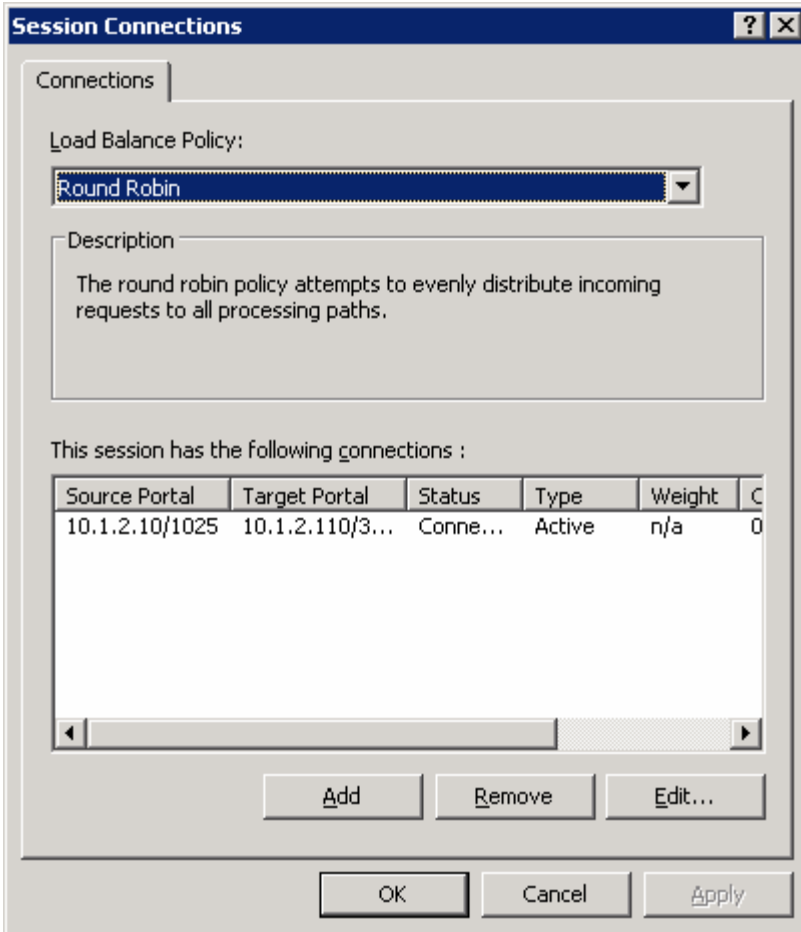 Session Connections
Connections
Load Balance Policy:
Round Robin
Description
The round robin policy attempts to evenly distribute incoming
requests to all processing paths.
This session has the following connections :
Source Portal Target Portal Status Type Weight C
10.1.2.10/1025 10.1.2.110/3... Conne... Active n/a 0
Add Remove Edit...
OK Cancel Apply